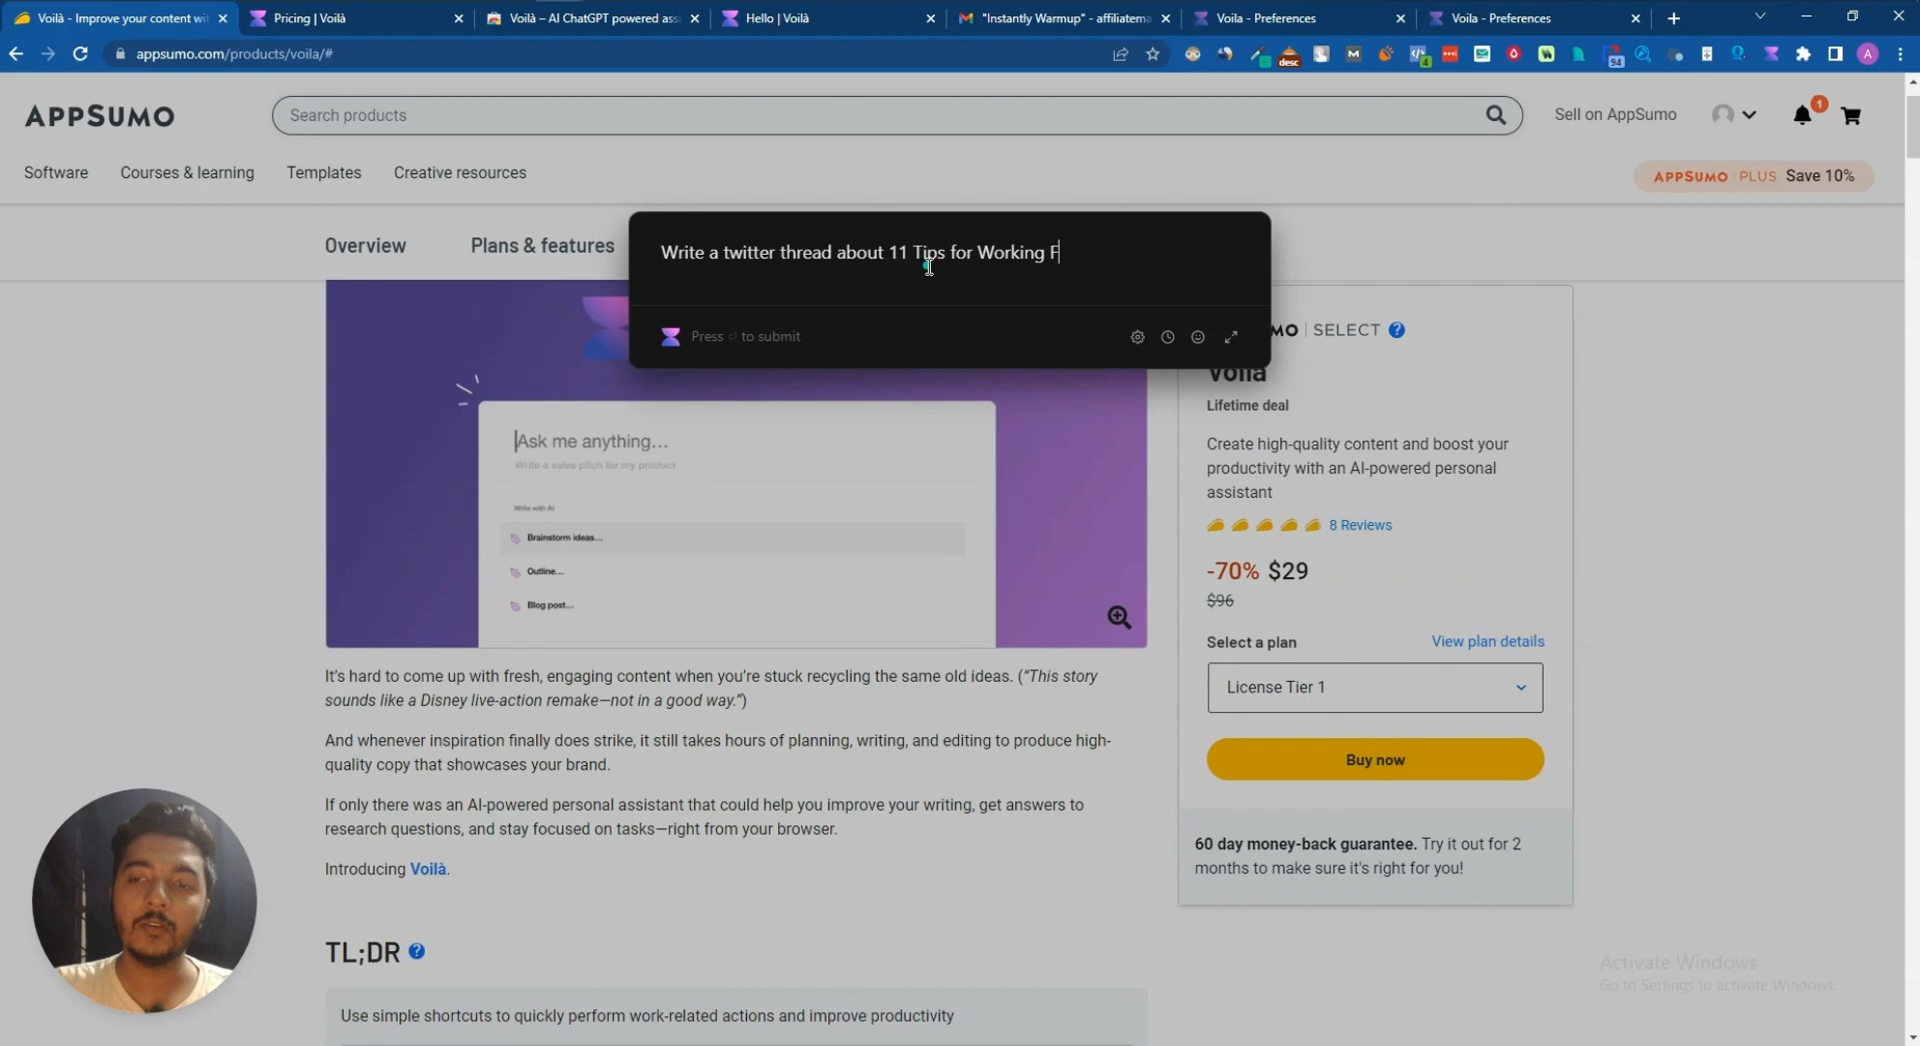 Voilà - Improve your content wit
Pricing | Voilà
Voilà – AI ChatGPT powered ass
Hello | Voilà
"Instantly Warmup" - affiliatema
Voila - Preferences
Voila - Preferences
appsumo.com/products/voila/#
desc
4
94
A
APPSUMO
Search products
Sell on AppSumo
1
Software
Courses & learning
Templates
Creative resources
APPSUMO PLUS Save 10%
Overview
Plans & features
Write a twitter thread about 11 Tips for Working F
Press ⏎ to submit
MO | SELECT ?
Voilà
Lifetime deal
Create high-quality content and boost your
productivity with an AI-powered personal
assistant
8 Reviews
-70% $29
$96
Select a plan
View plan details
License Tier 1
Buy now
60 day money-back guarantee. Try it out for 2
months to make sure it's right for you!
Ask me anything...
Write a sales pitch for my product
Write with AI
Brainstorm ideas...
Outline...
Blog post...
It's hard to come up with fresh, engaging content when you're stuck recycling the same old ideas. (“This story
sounds like a Disney live-action remake—not in a good way.”)
And whenever inspiration finally does strike, it still takes hours of planning, writing, and editing to produce high-
quality copy that showcases your brand.
If only there was an AI-powered personal assistant that could help you improve your writing, get answers to
research questions, and stay focused on tasks—right from your browser.
Introducing Voilà.
TL;DR ?
Use simple shortcuts to quickly perform work-related actions and improve productivity
Activate Windows
Go to Settings to activate Windows.